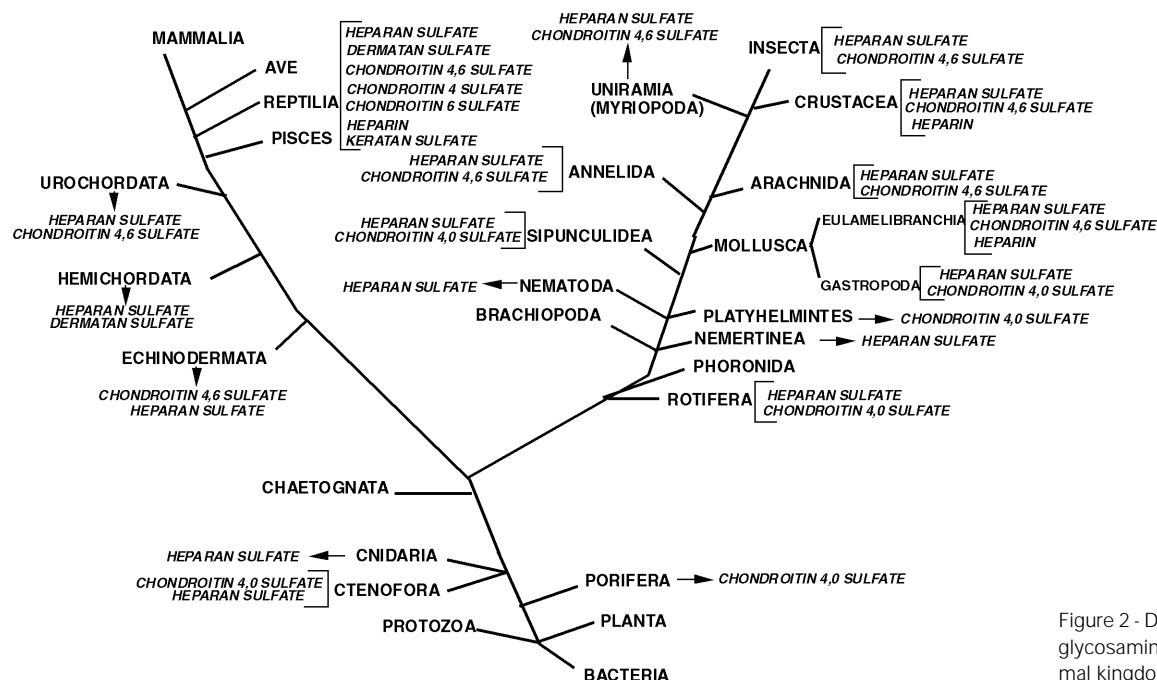 MAMMALIA
AVE
REPTILIA
PISCES
HEPARAN SULFATE
DERMATAN SULFATE
CHONDROITIN 4,6 SULFATE
CHONDROITIN 4 SULFATE
CHONDROITIN 6 SULFATE
HEPARIN
KERATAN SULFATE
UROCHORDATA
HEPARAN SULFATE
CHONDROITIN 4,6 SULFATE
HEMICHORDATA
HEPARAN SULFATE
DERMATAN SULFATE
ECHINODERMATA
CHONDROITIN 4,6 SULFATE
HEPARAN SULFATE
HEPARAN SULFATE
CHONDROITIN 4,6 SULFATE
UNIRAMIA
(MYRIOPODA)
INSECTA
HEPARAN SULFATE
CHONDROITIN 4,6 SULFATE
CRUSTACEA
HEPARAN SULFATE
CHONDROITIN 4,6 SULFATE
HEPARIN
HEPARAN SULFATE
CHONDROITIN 4,6 SULFATE
ANNELIDA
ARACHNIDA
HEPARAN SULFATE
CHONDROITIN 4,6 SULFATE
HEPARAN SULFATE
CHONDROITIN 4,0 SULFATE
SIPUNCULIDEA
MOLLUSCA
EULAMELIBRANCHIA
HEPARAN SULFATE
CHONDROITIN 4,6 SULFATE
HEPARIN
GASTROPODA
HEPARAN SULFATE
CHONDROITIN 4,0 SULFATE
HEPARAN SULFATE
NEMATODA
BRACHIOPODA
PLATYHELMINTES
CHONDROITIN 4,0 SULFATE
NEMERTINEA
HEPARAN SULFATE
PHORONIDA
ROTIFERA
HEPARAN SULFATE
CHONDROITIN 4,0 SULFATE
CHAETOGNATA
HEPARAN SULFATE
CNIDARIA
CHONDROITIN 4,0 SULFATE
HEPARAN SULFATE
CTENOFORA
PORIFERA
CHONDROITIN 4,0 SULFATE
PROTOZOA
PLANTA
BACTERIA
Figure 2 - D
glycosamin
mal kingdo